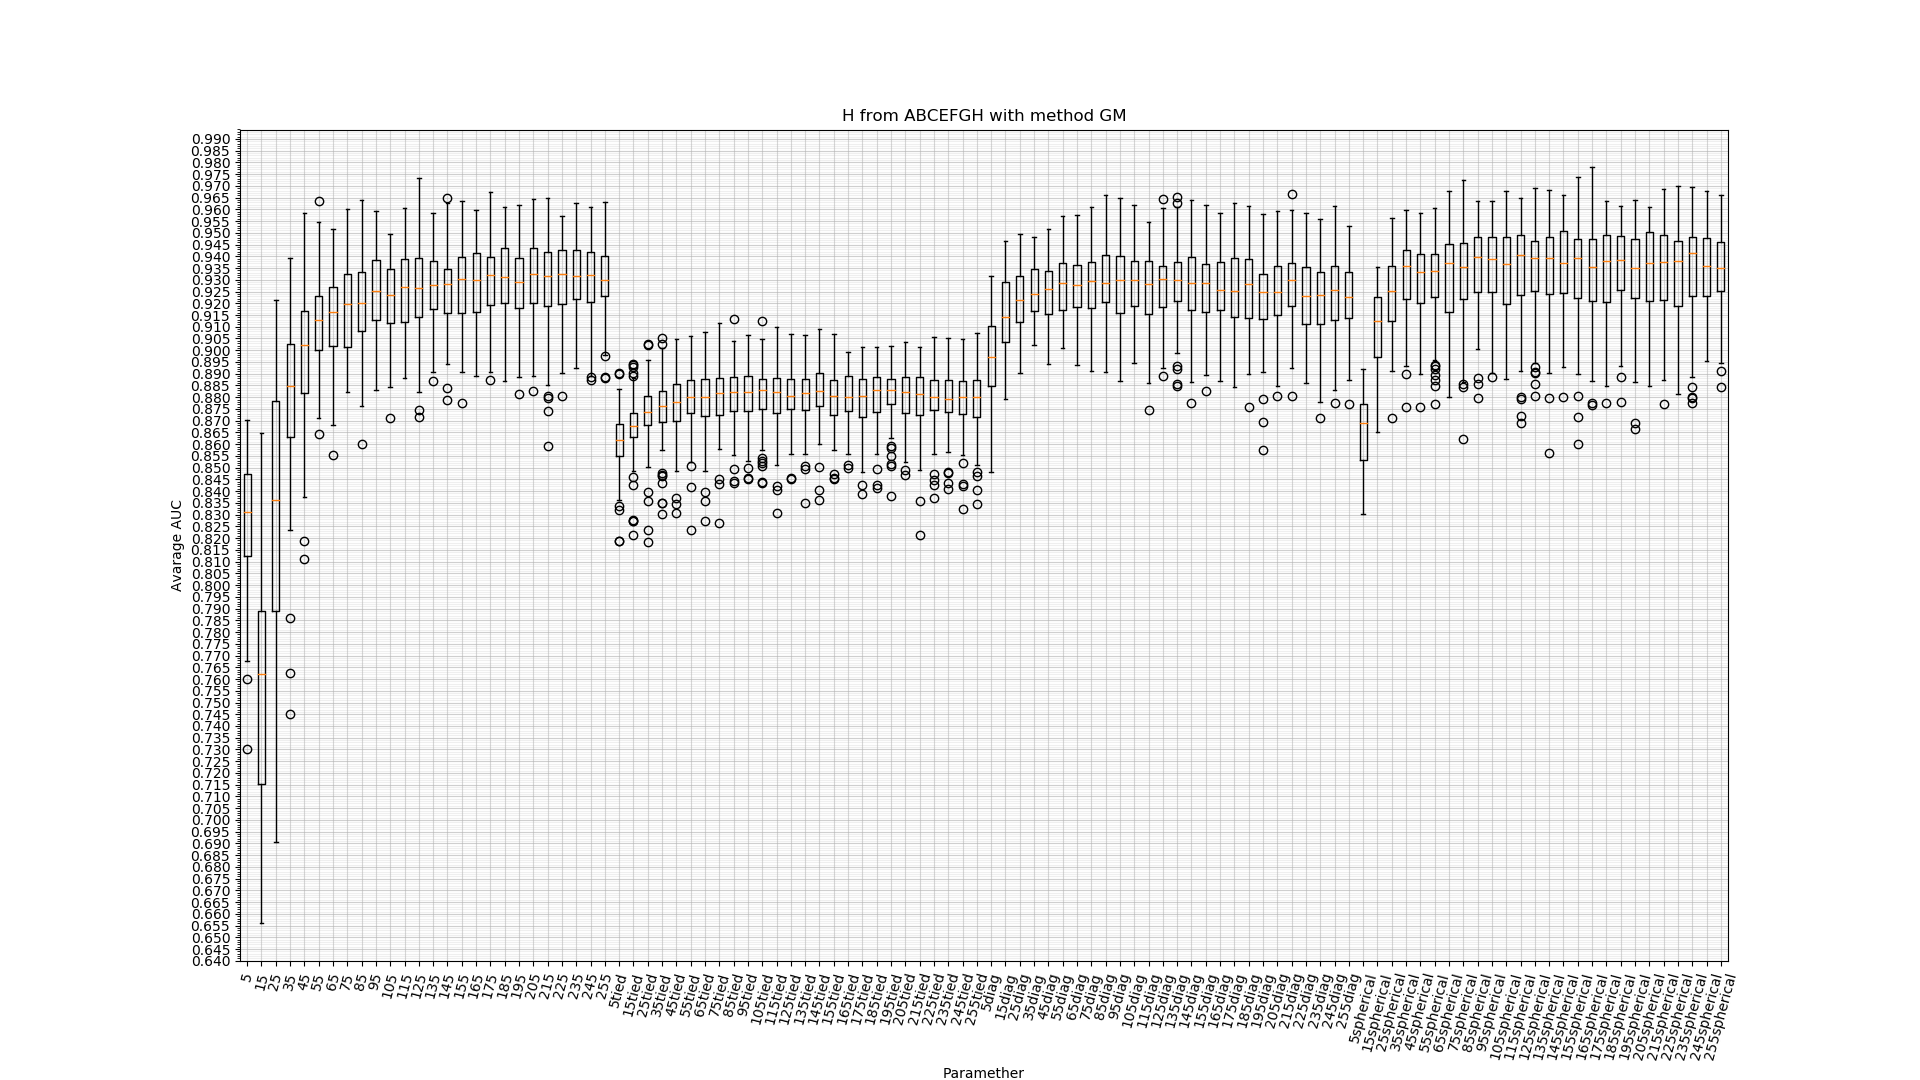 H from ABCEFGH with method GM
Avarage AUC
0.990
0.985
0.980
0.975
0.970
0.965
0.960
0.955
0.950
0.945
0.940
0.935
0.930
0.925
0.920
0.915
0.910
0.905
0.900
0.895
0.890
0.885
0.880
0.875
0.870
0.865
0.860
0.855
0.850
0.845
0.840
0.835
0.830
0.825
0.820
0.815
0.810
0.805
0.800
0.795
0.790
0.785
0.780
0.775
0.770
0.765
0.760
0.755
0.750
0.745
0.740
0.735
0.730
0.725
0.720
0.715
0.710
0.705
0.700
0.695
0.690
0.685
0.680
0.675
0.670
0.665
0.660
0.655
0.650
0.645
0.640
5
15
25
35
45
55
65
75
85
95
105
115
125
135
145
155
165
175
185
195
205
215
225
235
245
255
5tied
15tied
25tied
35tied
45tied
55tied
65tied
75tied
85tied
95tied
105tied
115tied
125tied
135tied
145tied
155tied
165tied
175tied
185tied
195tied
205tied
215tied
225tied
235tied
245tied
255tied
5diag
15diag
25diag
35diag
45diag
55diag
65diag
75diag
85diag
95diag
105diag
115diag
125diag
135diag
145diag
155diag
165diag
175diag
185diag
195diag
205diag
215diag
225diag
235diag
245diag
255diag
5spherical
15spherical
25spherical
35spherical
45spherical
55spherical
65spherical
75spherical
85spherical
95spherical
105spherical
115spherical
125spherical
135spherical
145spherical
155spherical
165spherical
175spherical
185spherical
195spherical
205spherical
215spherical
225spherical
235spherical
245spherical
255spherical
Paramether